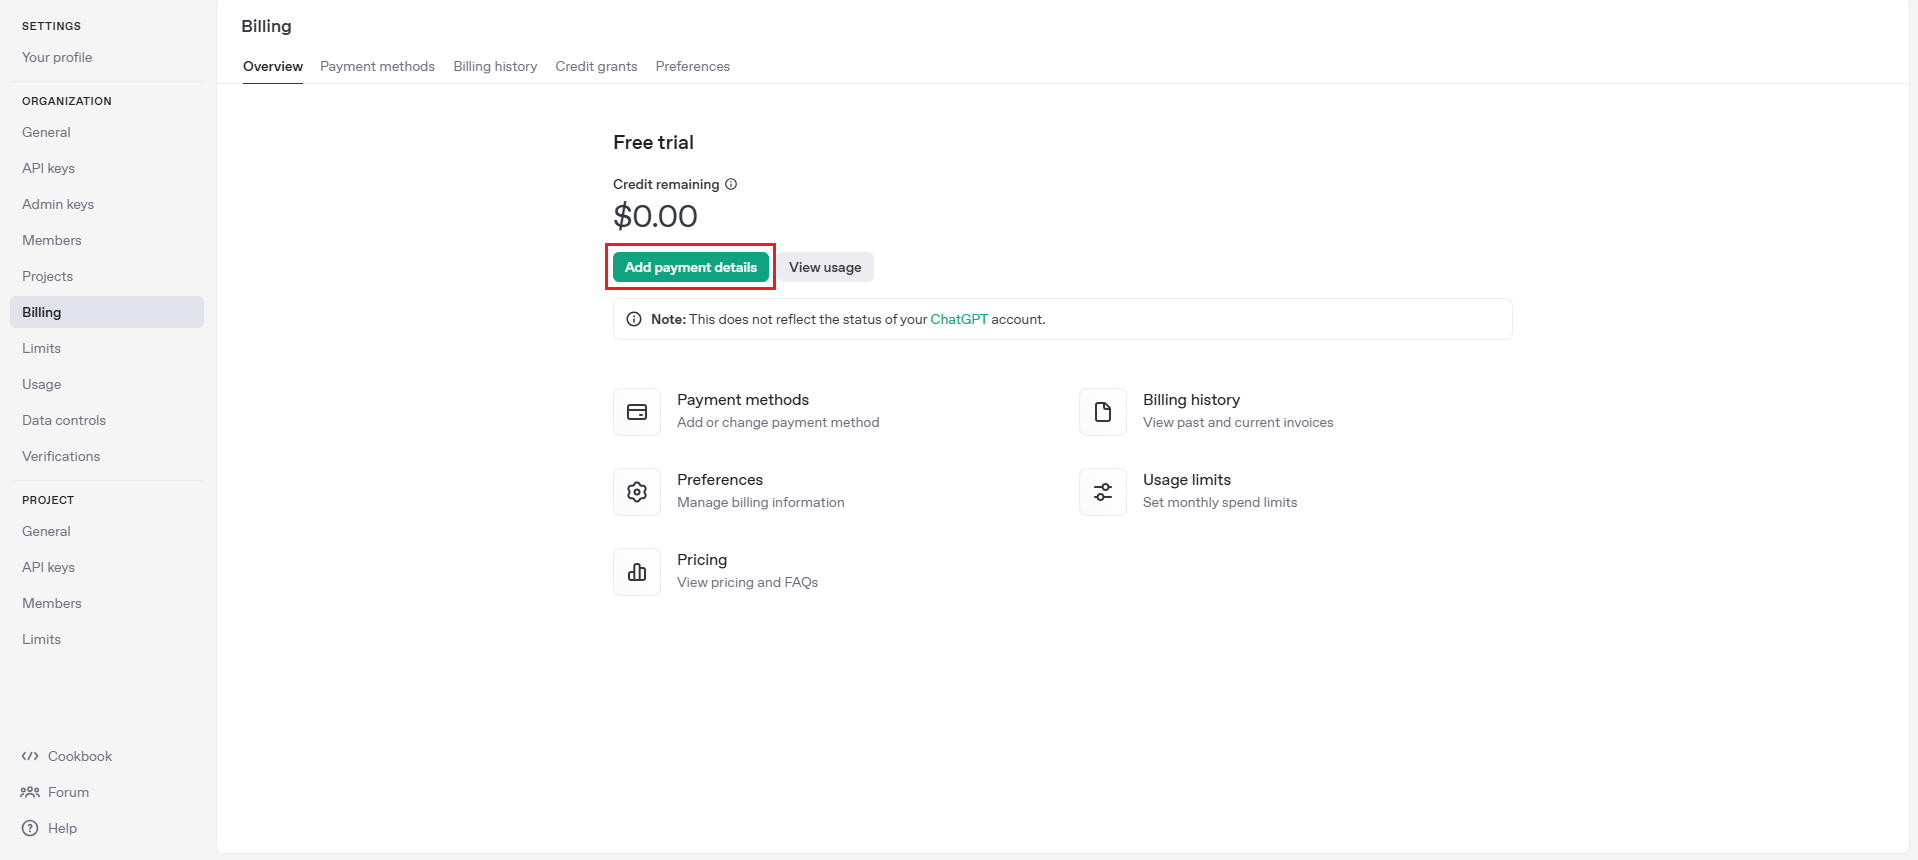 SETTINGS
Your profile
ORGANIZATION
General
API keys
Admin keys
Members
Projects
Billing
Limits
Usage
Data controls
Verifications
PROJECT
General
API keys
Members
Limits
Cookbook
Forum
Help
Billing
Overview Payment methods Billing history Credit grants Preferences
Free trial
Credit remaining
$0.00
Add payment details View usage
Note: This does not reflect the status of your ChatGPT account.
Payment methods
Add or change payment method
Billing history
View past and current invoices
Preferences
Manage billing information
Usage limits
Set monthly spend limits
Pricing
View pricing and FAQs